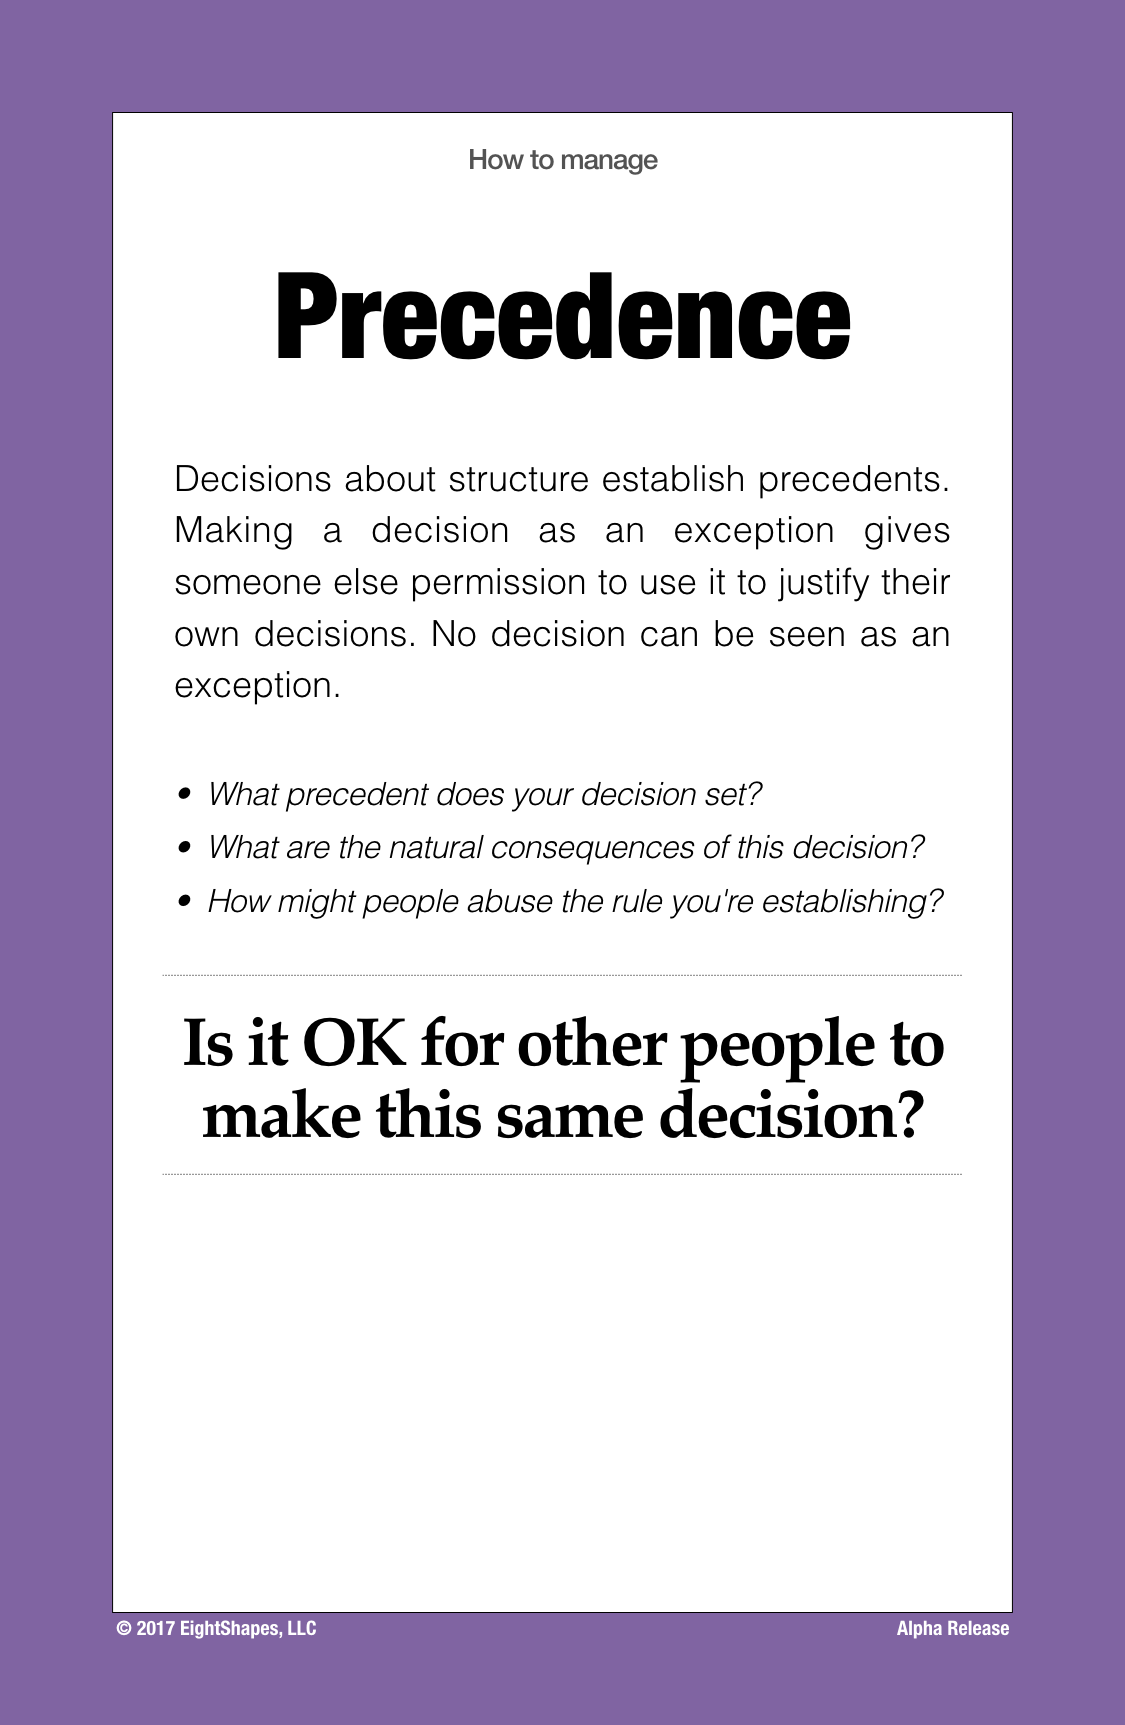 How to manage
Precedence
Decisions about structure establish precedents.
Making a decision as an exception gives
someone else permission to use it to justify their
own decisions. No decision can be seen as an
exception.
• What precedent does your decision set?
• What are the natural consequences of this decision?
• How might people abuse the rule you're establishing?
Is it OK for other people to
make this same decision?
© 2017 EightShapes, LLC
Alpha Release